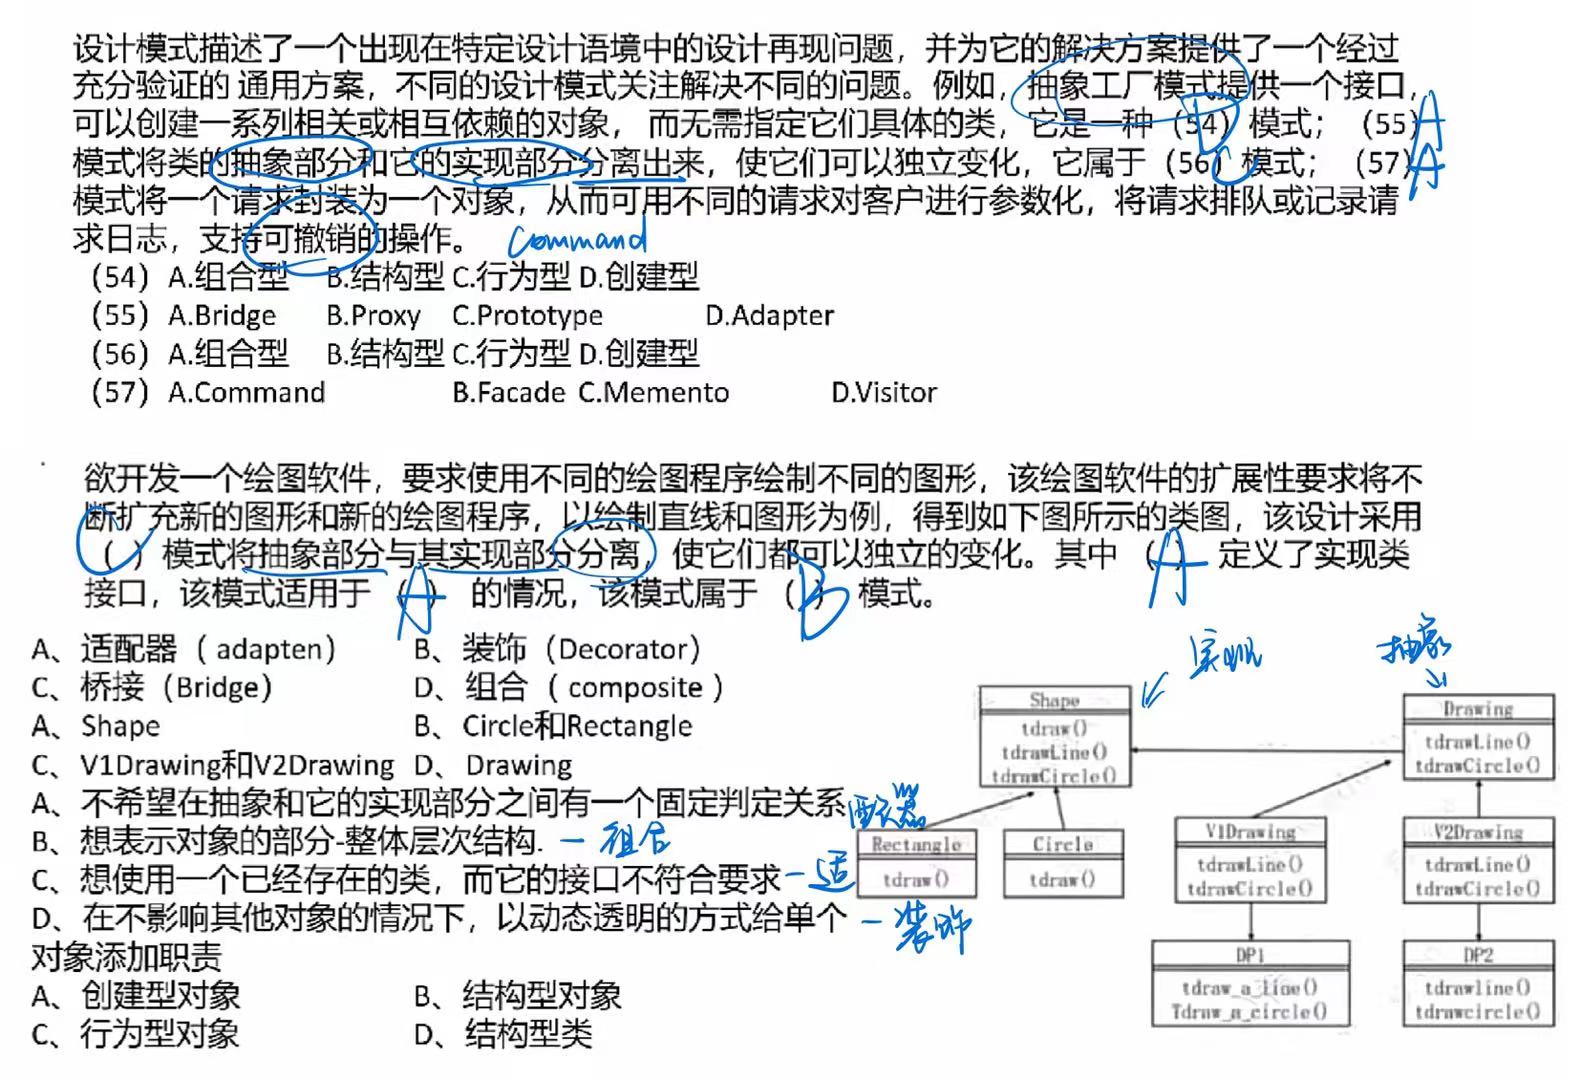 设计模式描述了一个出现在特定设计语境中的设计再现问题，并为它的解决方案提供了一个经过
充分验证的 通用方案，不同的设计模式关注解决不同的问题。例如，抽象工厂模式提供一个接口，
可以创建一系列相关或相互依赖的对象， 而无需指定它们具体的类，它是一种（54）模式；（55）
D
A
模式将类的抽象部分和它的实现部分分离出来，使它们可以独立变化，它属于（56）模式；（57）
C
A
模式将一个请求封装为一个对象，从而可用不同的请求对客户进行参数化，将请求排队或记录请
求日志，支持可撤销的操作。 Command
（54）A.组合型 B.结构型 C.行为型 D.创建型
（55）A.Bridge B.Proxy C.Prototype D.Adapter
（56）A.组合型 B.结构型 C.行为型 D.创建型
（57）A.Command B.Facade C.Memento D.Visitor
欲开发一个绘图软件，要求使用不同的绘图程序绘制不同的图形，该绘图软件的扩展性要求将不
断扩充新的图形和新的绘图程序，以绘制直线和图形为例，得到如下图所示的类图，该设计采用
（ ）模式将抽象部分与其实现部分分离，使它们都可以独立的变化。其中（ ）定义了实现类
C
A
接口，该模式适用于（ ）的情况，该模式属于（ ）模式。
A
B
A、适配器（ adapten） B、装饰（Decorator）
C、桥接（Bridge） D、组合（ composite ）
A、Shape B、Circle和Rectangle
C、V1Drawing和V2Drawing D、Drawing
A、不希望在抽象和它的实现部分之间有一个固定判定关系
B、想表示对象的部分-整体层次结构. 一 组合
C、想使用一个已经存在的类，而它的接口不符合要求 一适配器
D、在不影响其他对象的情况下，以动态透明的方式给单个 一 装饰
对象添加职责
A、创建型对象 B、结构型对象
C、行为型对象 D、结构型类
实现
抽象
Shape
tdraw()
tdrawLine()
tdrawCircle()
Drawing
tdrawLine()
tdrawCircle()
Rectangle
tdraw()
Circle
tdraw()
V1Drawing
tdrawLine()
tdrawCircle()
V2Drawing
tdrawLine()
tdrawCircle()
DP1
tdraw_a_line()
Tdraw_a_circle()
DP2
tdrawline()
tdrawcircle()